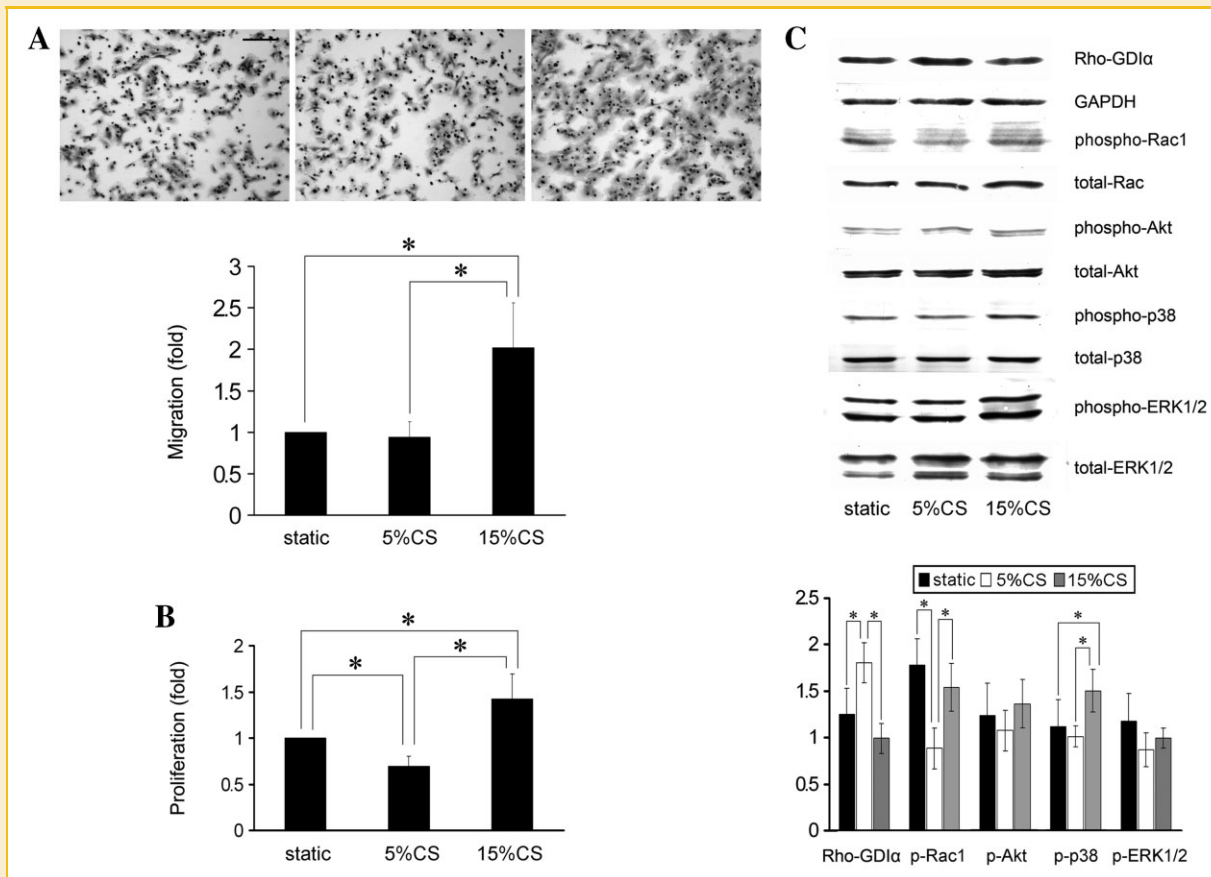 A
*
*
3
2.5
2
1.5
1
0.5
0
Migration (fold)
static 5%CS 15%CS
B
*
*
*
2
1.5
1
0.5
0
Proliferation (fold)
static 5%CS 15%CS
C
Rho-GDIα
GAPDH
phospho-Rac1
total-Rac
phospho-Akt
total-Akt
phospho-p38
total-p38
phospho-ERK1/2
total-ERK1/2
static 5%CS 15%CS
static 5%CS 15%CS
2.5
2
1.5
1
0.5
0
* * * * * *
Rho-GDIα p-Rac1 p-Akt p-p38 p-ERK1/2